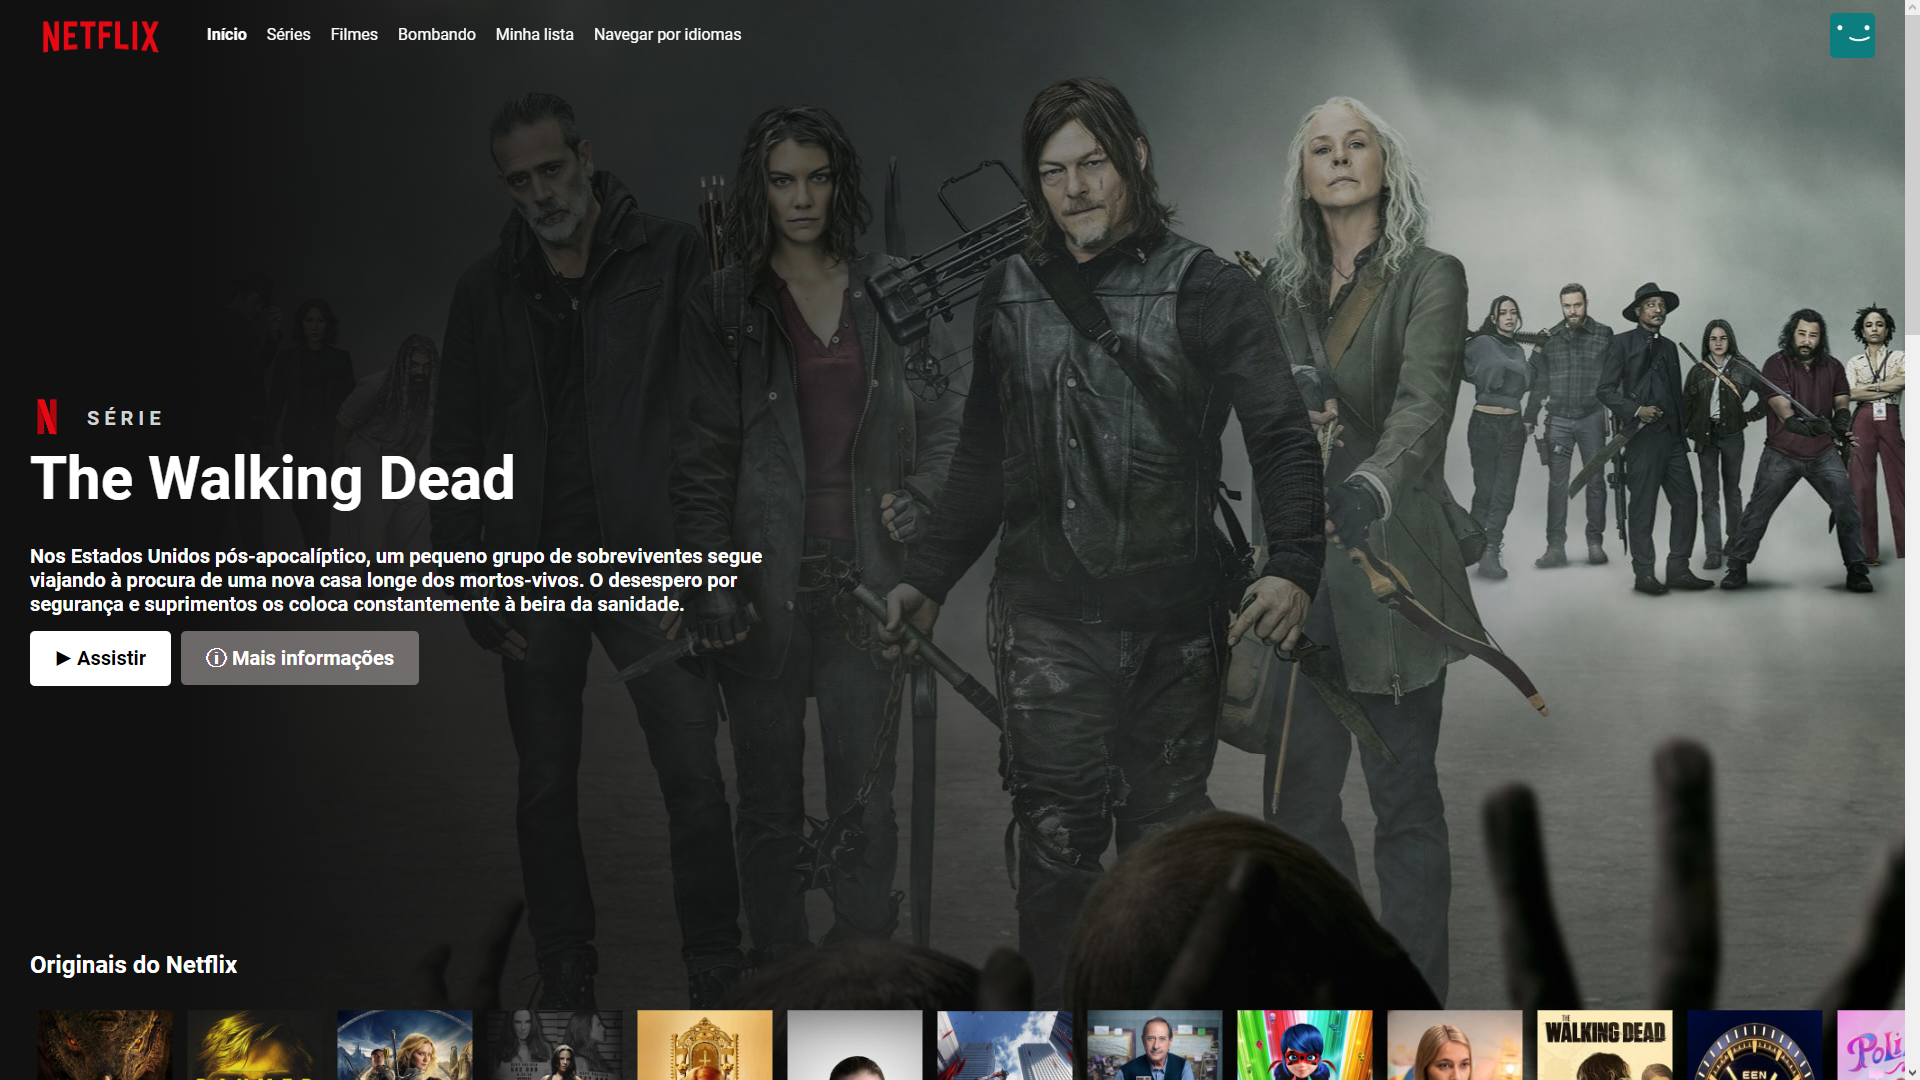 NETFLIX Início Séries Filmes Bombando Minha lista Navegar por idiomas
N SÉRIE
The Walking Dead
Nos Estados Unidos pós-apocalíptico, um pequeno grupo de sobreviventes segue
viajando à procura de uma nova casa longe dos mortos-vivos. O desespero por
segurança e suprimentos os coloca constantemente à beira da sanidade.
▶ Assistir ⓘ Mais informações
Originais do Netflix
THE
WALKING DEAD
EEN